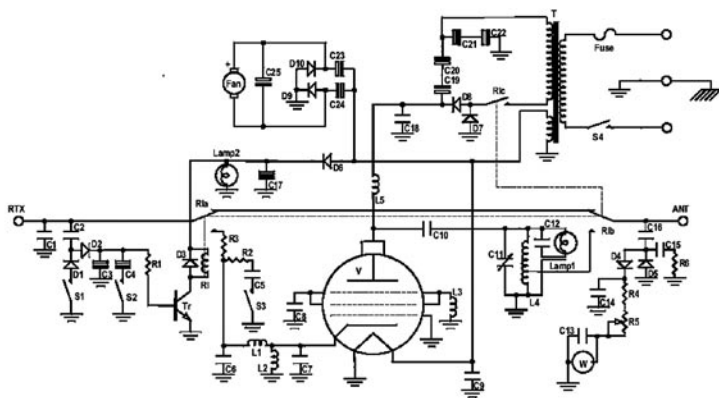 T
C22
C21
Fuse
C23
D10
C25
+
Fan
C20
C19
D9
C24
D8
Rlc
C18
D7
S4
Lamp2
D6
C17
L5
RTX
Rla
ANT
C2
C10
C12
Rlb
C16
C1
D2
D3
R3
R2
C11
Lamp1
C15
D1
C3
C4
R1
Rl
V
L3
L4
D4
D5
R6
S1
S2
C5
S3
C8
C14
R4
Tr
R5
C13
L1
C6
L2
C7
C9
W